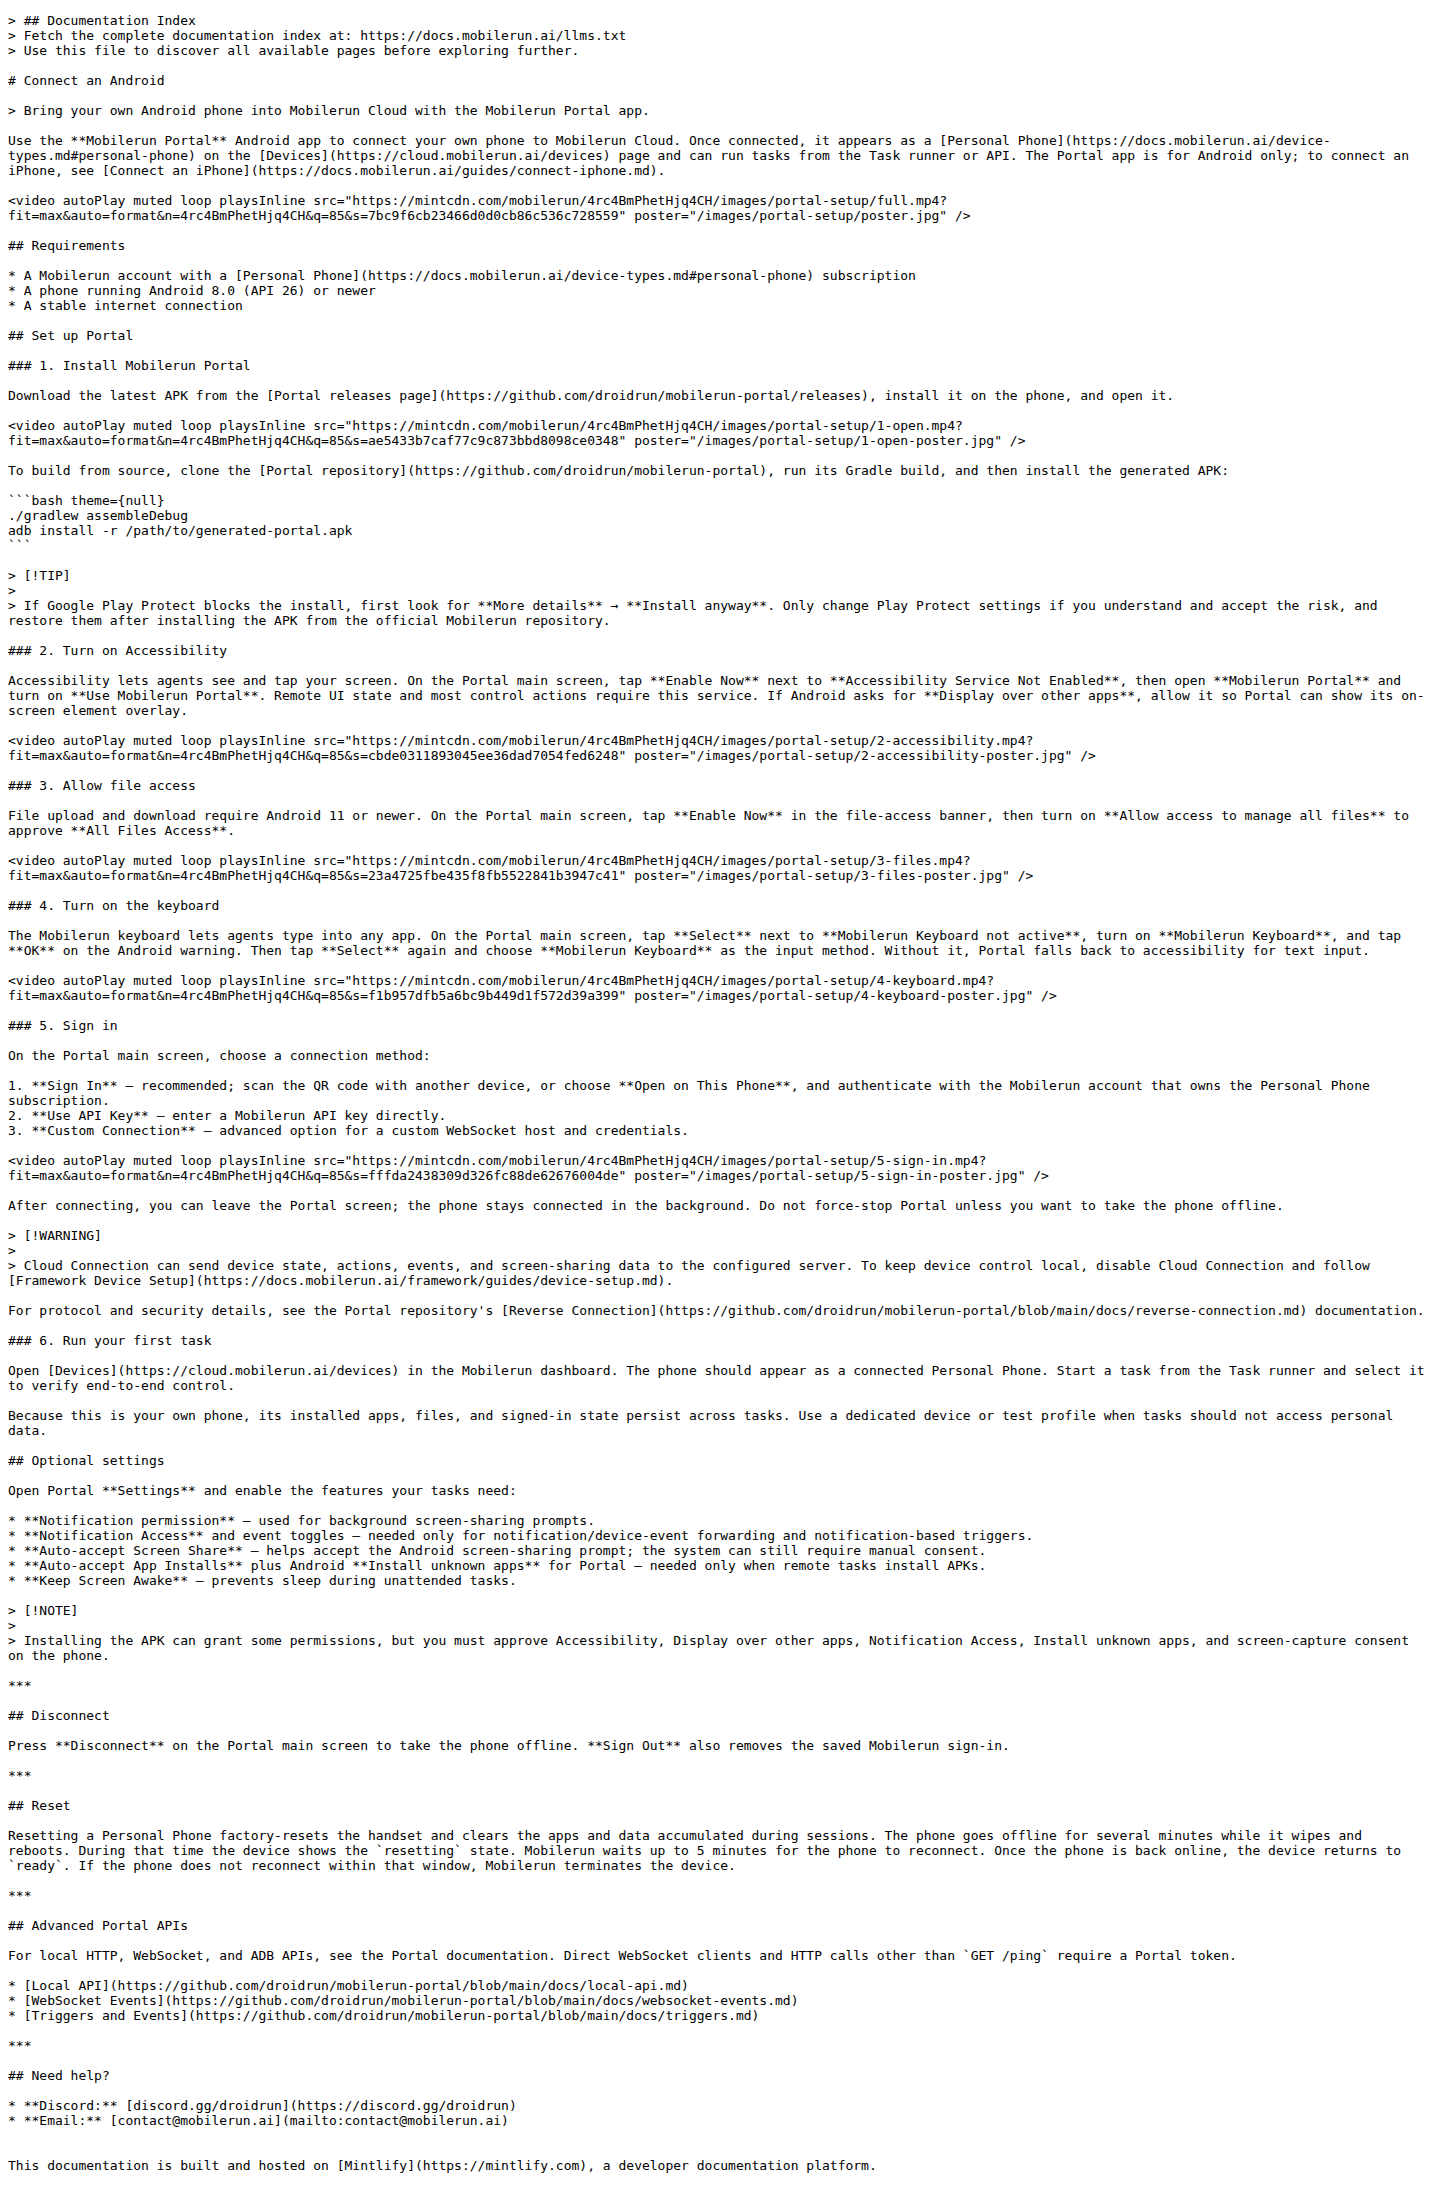 > ## Documentation Index
> Fetch the complete documentation index at: https://docs.mobilerun.ai/llms.txt
> Use this file to discover all available pages before exploring further.

# Connect an Android

> Bring your own Android phone into Mobilerun Cloud with the Mobilerun Portal app.

Use the **Mobilerun Portal** Android app to connect your own phone to Mobilerun Cloud. Once connected, it appears as a [Personal Phone](https://docs.mobilerun.ai/device-
types.md#personal-phone) on the [Devices](https://cloud.mobilerun.ai/devices) page and can run tasks from the Task runner or API. The Portal app is for Android only; to connect an
iPhone, see [Connect an iPhone](https://docs.mobilerun.ai/guides/connect-iphone.md).

<video autoPlay muted loop playsInline src="https://mintcdn.com/mobilerun/4rc4BmPhetHjq4CH/images/portal-setup/full.mp4?
fit=max&auto=format&n=4rc4BmPhetHjq4CH&q=85&s=7bc9f6cb23466d0d0cb86c536c728559" poster="/images/portal-setup/poster.jpg" />

## Requirements

* A Mobilerun account with a [Personal Phone](https://docs.mobilerun.ai/device-types.md#personal-phone) subscription
* A phone running Android 8.0 (API 26) or newer
* A stable internet connection

## Set up Portal

### 1. Install Mobilerun Portal

Download the latest APK from the [Portal releases page](https://github.com/droidrun/mobilerun-portal/releases), install it on the phone, and open it.

<video autoPlay muted loop playsInline src="https://mintcdn.com/mobilerun/4rc4BmPhetHjq4CH/images/portal-setup/1-open.mp4?
fit=max&auto=format&n=4rc4BmPhetHjq4CH&q=85&s=ae5433b7caf77c9c873bbd8098ce0348" poster="/images/portal-setup/1-open-poster.jpg" />

To build from source, clone the [Portal repository](https://github.com/droidrun/mobilerun-portal), run its Gradle build, and then install the generated APK:

```bash theme={null}
./gradlew assembleDebug
adb install -r /path/to/generated-portal.apk
```

> [!TIP]
>
> If Google Play Protect blocks the install, first look for **More details** → **Install anyway**. Only change Play Protect settings if you understand and accept the risk, and
restore them after installing the APK from the official Mobilerun repository.

### 2. Turn on Accessibility

Accessibility lets agents see and tap your screen. On the Portal main screen, tap **Enable Now** next to **Accessibility Service Not Enabled**, then open **Mobilerun Portal** and
turn on **Use Mobilerun Portal**. Remote UI state and most control actions require this service. If Android asks for **Display over other apps**, allow it so Portal can show its on-
screen element overlay.

<video autoPlay muted loop playsInline src="https://mintcdn.com/mobilerun/4rc4BmPhetHjq4CH/images/portal-setup/2-accessibility.mp4?
fit=max&auto=format&n=4rc4BmPhetHjq4CH&q=85&s=cbde0311893045ee36dad7054fed6248" poster="/images/portal-setup/2-accessibility-poster.jpg" />

### 3. Allow file access

File upload and download require Android 11 or newer. On the Portal main screen, tap **Enable Now** in the file-access banner, then turn on **Allow access to manage all files** to
approve **All Files Access**.

<video autoPlay muted loop playsInline src="https://mintcdn.com/mobilerun/4rc4BmPhetHjq4CH/images/portal-setup/3-files.mp4?
fit=max&auto=format&n=4rc4BmPhetHjq4CH&q=85&s=23a4725fbe435f8fb5522841b3947c41" poster="/images/portal-setup/3-files-poster.jpg" />

### 4. Turn on the keyboard

The Mobilerun keyboard lets agents type into any app. On the Portal main screen, tap **Select** next to **Mobilerun Keyboard not active**, turn on **Mobilerun Keyboard**, and tap
**OK** on the Android warning. Then tap **Select** again and choose **Mobilerun Keyboard** as the input method. Without it, Portal falls back to accessibility for text input.

<video autoPlay muted loop playsInline src="https://mintcdn.com/mobilerun/4rc4BmPhetHjq4CH/images/portal-setup/4-keyboard.mp4?
fit=max&auto=format&n=4rc4BmPhetHjq4CH&q=85&s=f1b957dfb5a6bc9b449d1f572d39a399" poster="/images/portal-setup/4-keyboard-poster.jpg" />

### 5. Sign in

On the Portal main screen, choose a connection method:

1. **Sign In** — recommended; scan the QR code with another device, or choose **Open on This Phone**, and authenticate with the Mobilerun account that owns the Personal Phone
subscription.
2. **Use API Key** — enter a Mobilerun API key directly.
3. **Custom Connection** — advanced option for a custom WebSocket host and credentials.

<video autoPlay muted loop playsInline src="https://mintcdn.com/mobilerun/4rc4BmPhetHjq4CH/images/portal-setup/5-sign-in.mp4?
fit=max&auto=format&n=4rc4BmPhetHjq4CH&q=85&s=fffda2438309d326fc88de62676004de" poster="/images/portal-setup/5-sign-in-poster.jpg" />

After connecting, you can leave the Portal screen; the phone stays connected in the background. Do not force-stop Portal unless you want to take the phone offline.

> [!WARNING]
>
> Cloud Connection can send device state, actions, events, and screen-sharing data to the configured server. To keep device control local, disable Cloud Connection and follow
[Framework Device Setup](https://docs.mobilerun.ai/framework/guides/device-setup.md).

For protocol and security details, see the Portal repository's [Reverse Connection](https://github.com/droidrun/mobilerun-portal/blob/main/docs/reverse-connection.md) documentation.

### 6. Run your first task

Open [Devices](https://cloud.mobilerun.ai/devices) in the Mobilerun dashboard. The phone should appear as a connected Personal Phone. Start a task from the Task runner and select it
to verify end-to-end control.

Because this is your own phone, its installed apps, files, and signed-in state persist across tasks. Use a dedicated device or test profile when tasks should not access personal
data.

## Optional settings

Open Portal **Settings** and enable the features your tasks need:

* **Notification permission** — used for background screen-sharing prompts.
* **Notification Access** and event toggles — needed only for notification/device-event forwarding and notification-based triggers.
* **Auto-accept Screen Share** — helps accept the Android screen-sharing prompt; the system can still require manual consent.
* **Auto-accept App Installs** plus Android **Install unknown apps** for Portal — needed only when remote tasks install APKs.
* **Keep Screen Awake** — prevents sleep during unattended tasks.

> [!NOTE]
>
> Installing the APK can grant some permissions, but you must approve Accessibility, Display over other apps, Notification Access, Install unknown apps, and screen-capture consent
on the phone.

***

## Disconnect

Press **Disconnect** on the Portal main screen to take the phone offline. **Sign Out** also removes the saved Mobilerun sign-in.

***

## Reset

Resetting a Personal Phone factory-resets the handset and clears the apps and data accumulated during sessions. The phone goes offline for several minutes while it wipes and
reboots. During that time the device shows the `resetting` state. Mobilerun waits up to 5 minutes for the phone to reconnect. Once the phone is back online, the device returns to
`ready`. If the phone does not reconnect within that window, Mobilerun terminates the device.

***

## Advanced Portal APIs

For local HTTP, WebSocket, and ADB APIs, see the Portal documentation. Direct WebSocket clients and HTTP calls other than `GET /ping` require a Portal token.

* [Local API](https://github.com/droidrun/mobilerun-portal/blob/main/docs/local-api.md)
* [WebSocket Events](https://github.com/droidrun/mobilerun-portal/blob/main/docs/websocket-events.md)
* [Triggers and Events](https://github.com/droidrun/mobilerun-portal/blob/main/docs/triggers.md)

***

## Need help?

* **Discord:** [discord.gg/droidrun](https://discord.gg/droidrun)
* **Email:** [contact@mobilerun.ai](mailto:contact@mobilerun.ai)

This documentation is built and hosted on [Mintlify](https://mintlify.com), a developer documentation platform.